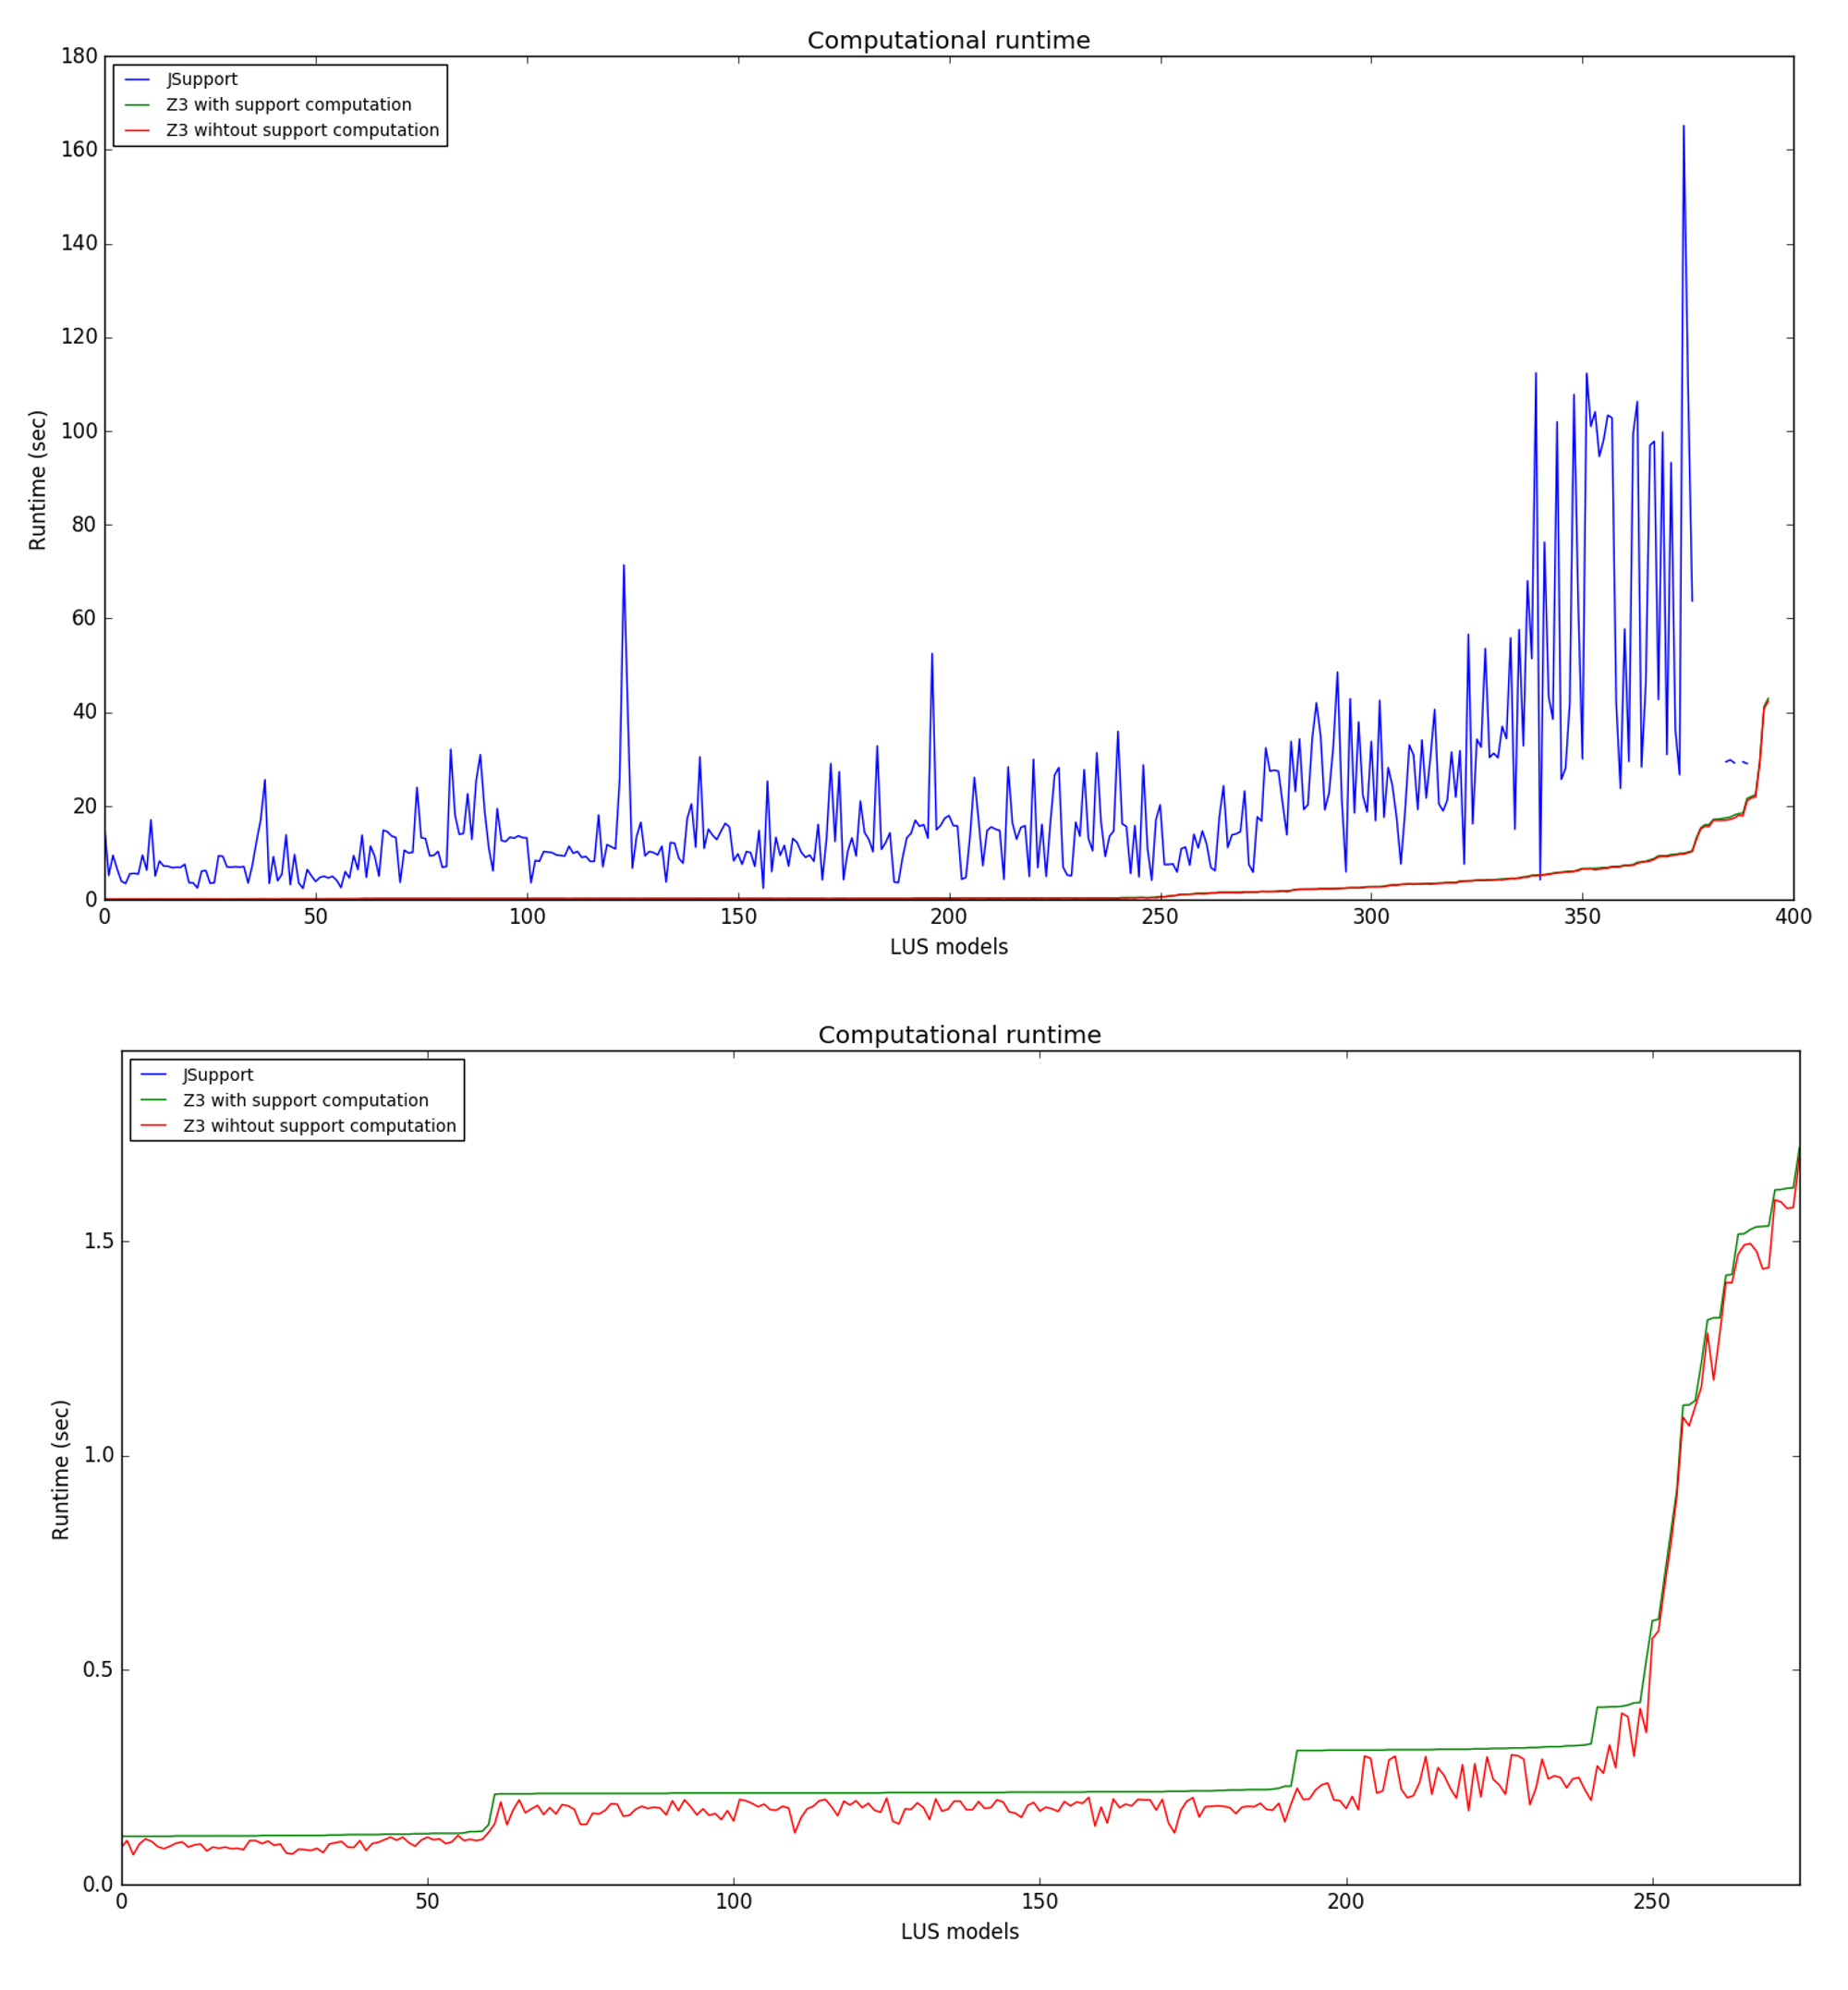 Computational runtime
180
160
140
120
100
80
60
40
20
0
Runtime (sec)
JSupport
Z3 with support computation
Z3 wihtout support computation
0 50 100 150 200 250 300 350 400
LUS models
Computational runtime
1.5
1.0
0.5
0.0
Runtime (sec)
JSupport
Z3 with support computation
Z3 wihtout support computation
0 50 100 150 200 250
LUS models